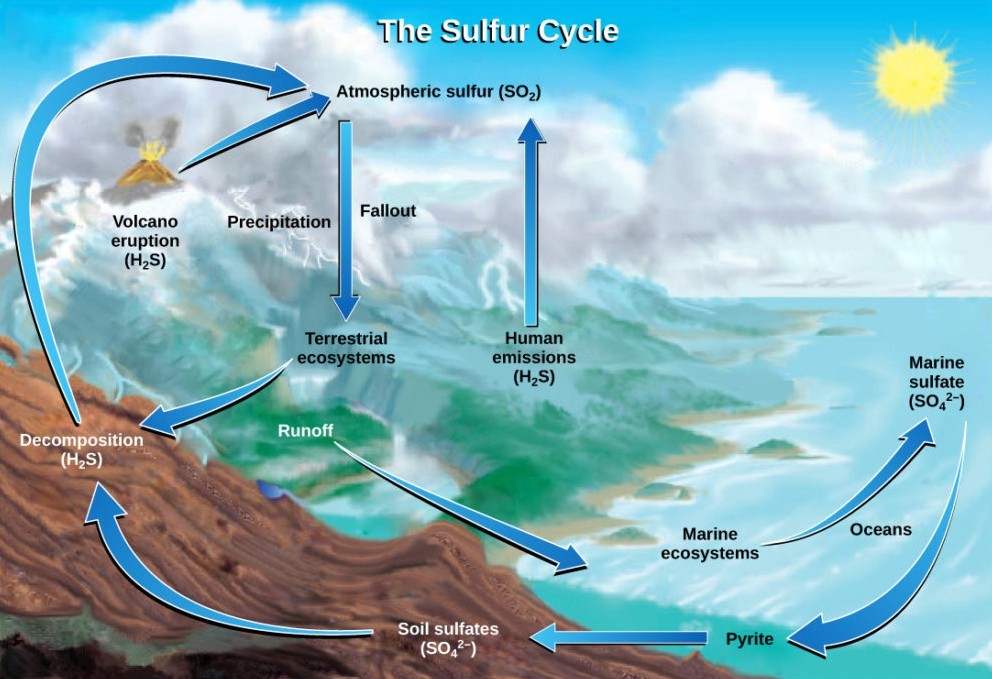 The Sulfur Cycle
Atmospheric sulfur (SO₂)
Volcano
eruption
(H₂S)
Precipitation
Fallout
Terrestrial
ecosystems
Human
emissions
(H₂S)
Marine
sulfate
(SO₄²⁻)
Decomposition
(H₂S)
Runoff
Marine
ecosystems
Oceans
Soil sulfates
(SO₄²⁻)
Pyrite